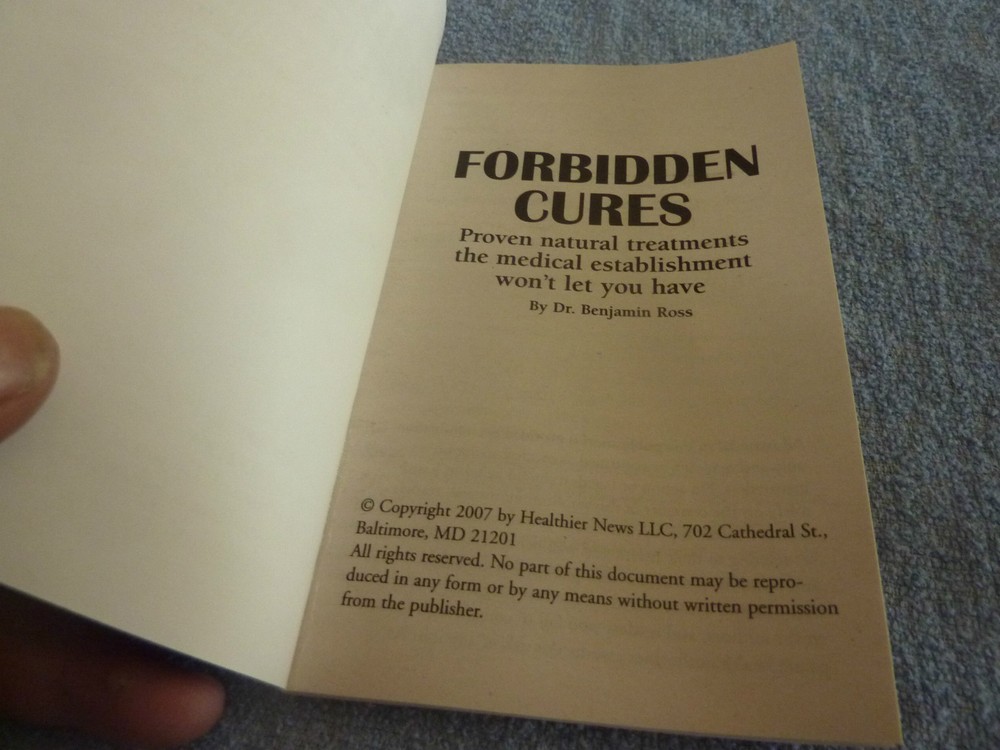 FORBIDDEN
CURES
Proven natural treatments
the medical establishment
won't let you have
By Dr. Benjamin Ross
© Copyright 2007 by Healthier News LLC, 702 Cathedral St.,
Baltimore, MD 21201
All rights reserved. No part of this document may be repro-
duced in any form or by any means without written permission
from the publisher.